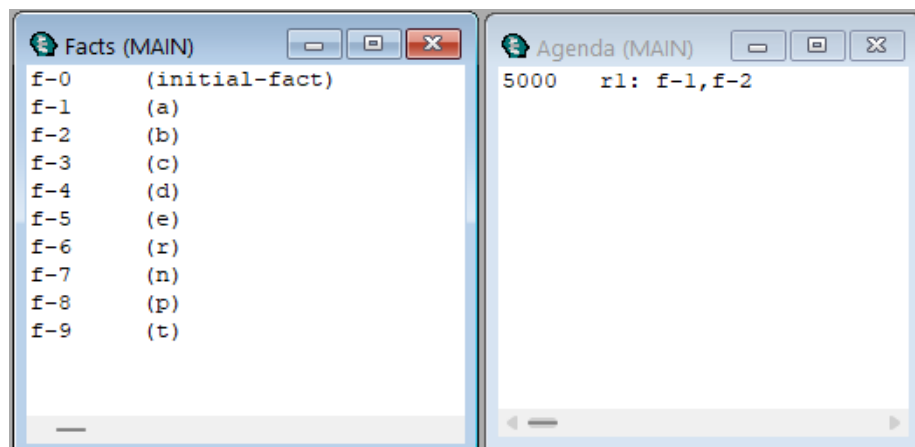 Facts (MAIN)
f-0 (initial-fact)
f-1 (a)
f-2 (b)
f-3 (c)
f-4 (d)
f-5 (e)
f-6 (r)
f-7 (n)
f-8 (p)
f-9 (t)
Agenda (MAIN)
5000 r1: f-1,f-2